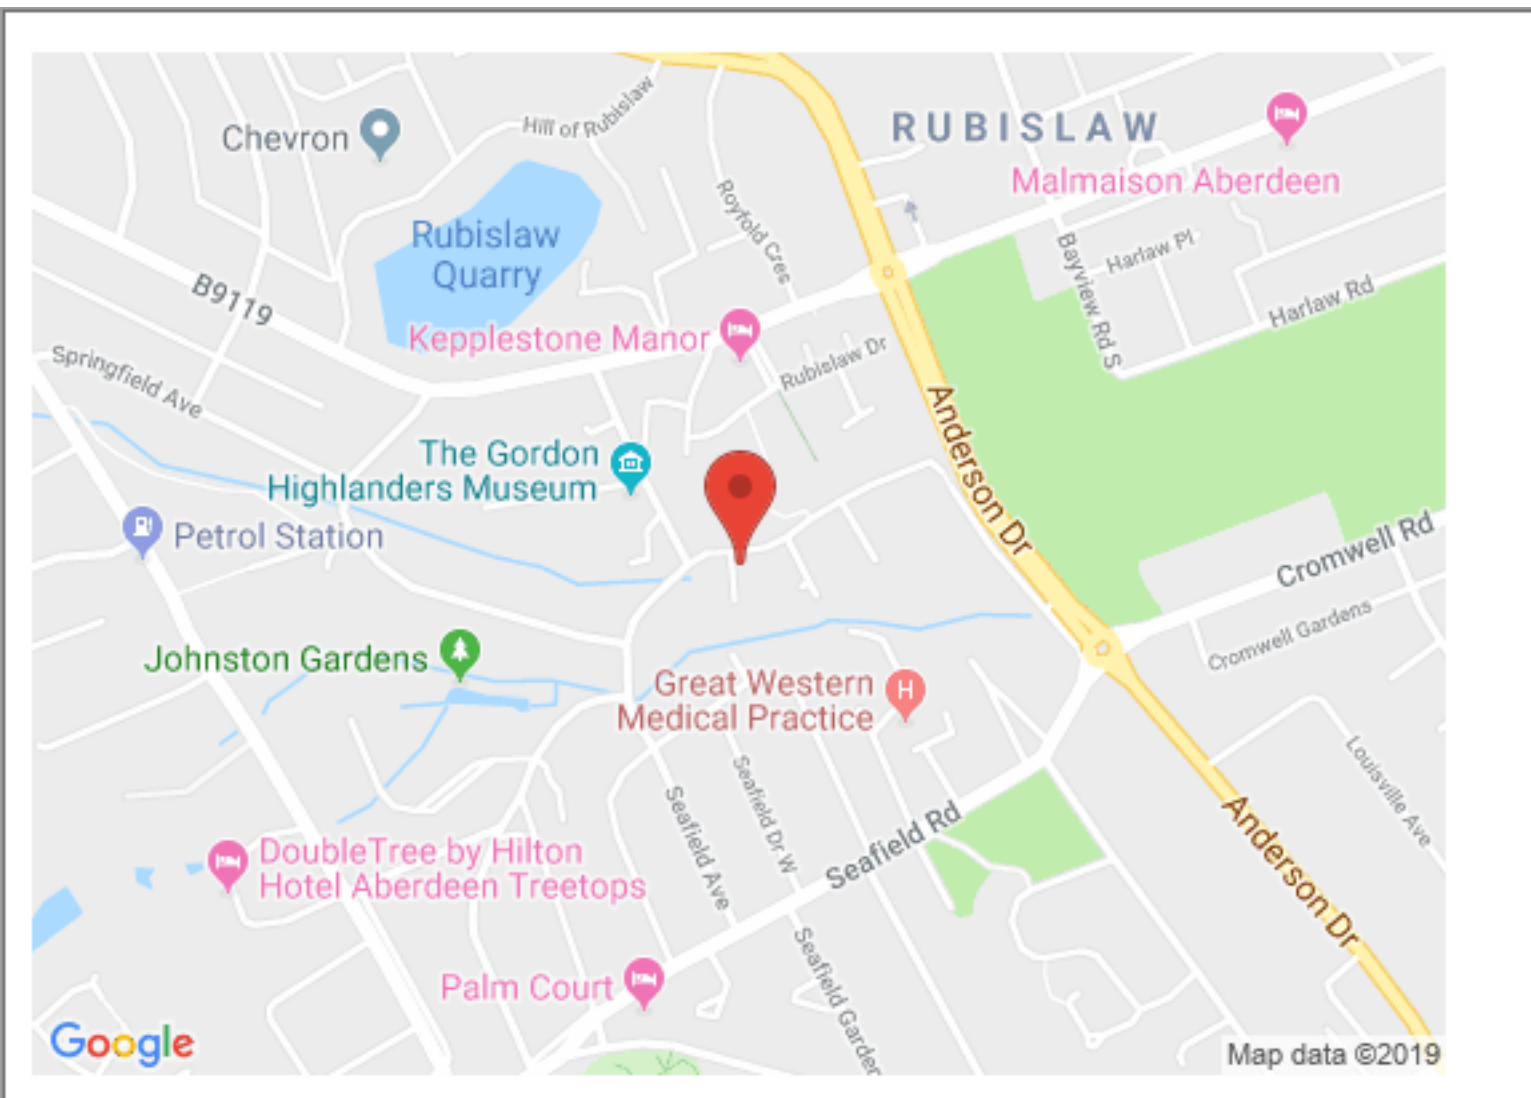 Chevron
Hill of Rubislaw
RUBISLAW
Malmaison Aberdeen
Rubislaw
Quarry
Royfold Cres
Bayview Rd S
Harlaw Pl
Harlaw Rd
B9119
Kepplestone Manor
Rubislaw Dr
Springfield Ave
Anderson Dr
The Gordon
Highlanders Museum
Petrol Station
Cromwell Rd
Cromwell Gardens
Johnston Gardens
Great Western
Medical Practice
H
Louisville Ave
Seafield Ave
Seafield Dr W
Seafield Rd
Anderson Dr
DoubleTree by Hilton
Hotel Aberdeen Treetops
Palm Court
Seafield Garden
Google
Map data ©2019